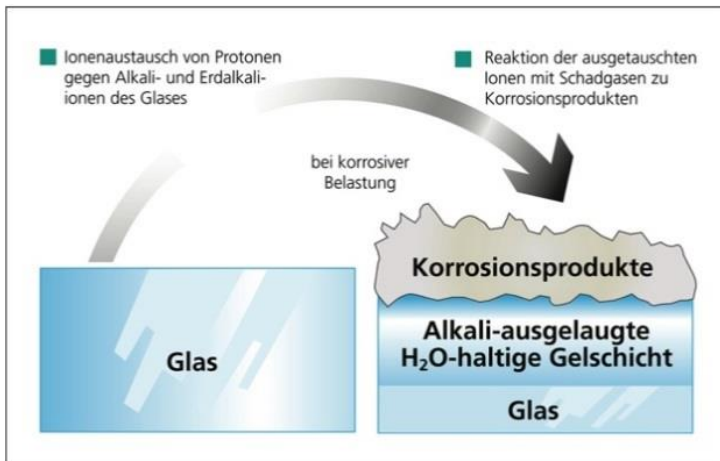 Ionenaustausch von Protonen
gegen Alkali- und Erdalkali-
ionen des Glases
Reaktion der ausgetauschten
Ionen mit Schadgasen zu
Korrosionsprodukten
bei korrosiver
Belastung
Glas
Korrosionsprodukte
Alkali-ausgelaugte
H₂O-haltige Gelschicht
Glas